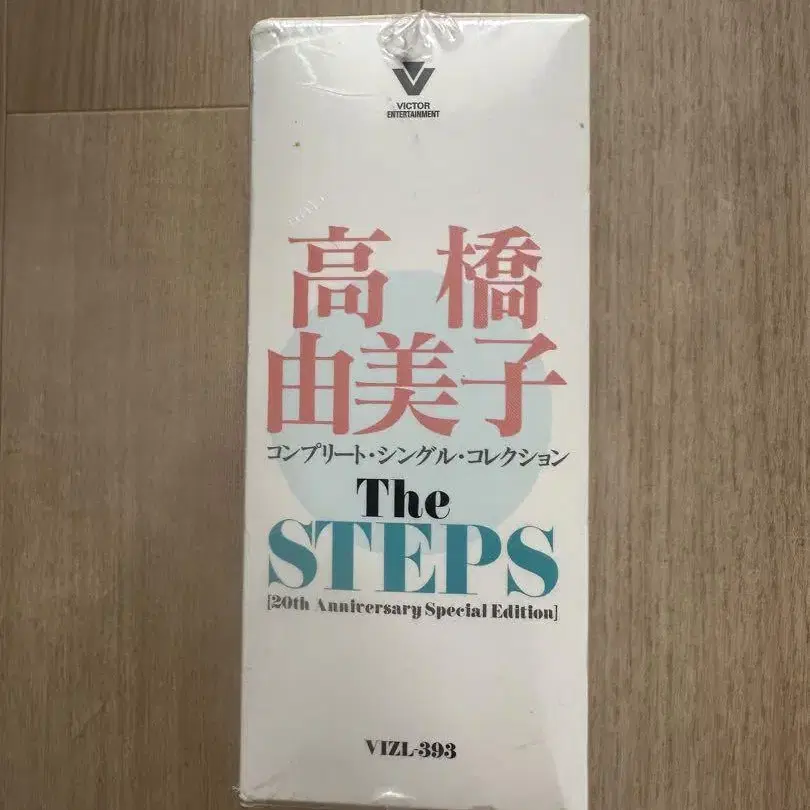 VICTOR
ENTERTAINMENT
高橋
由美子
コンプリート・シングル・コレクション
The
STEPS
[20th Anniversary Special Edition]
VIZL-393